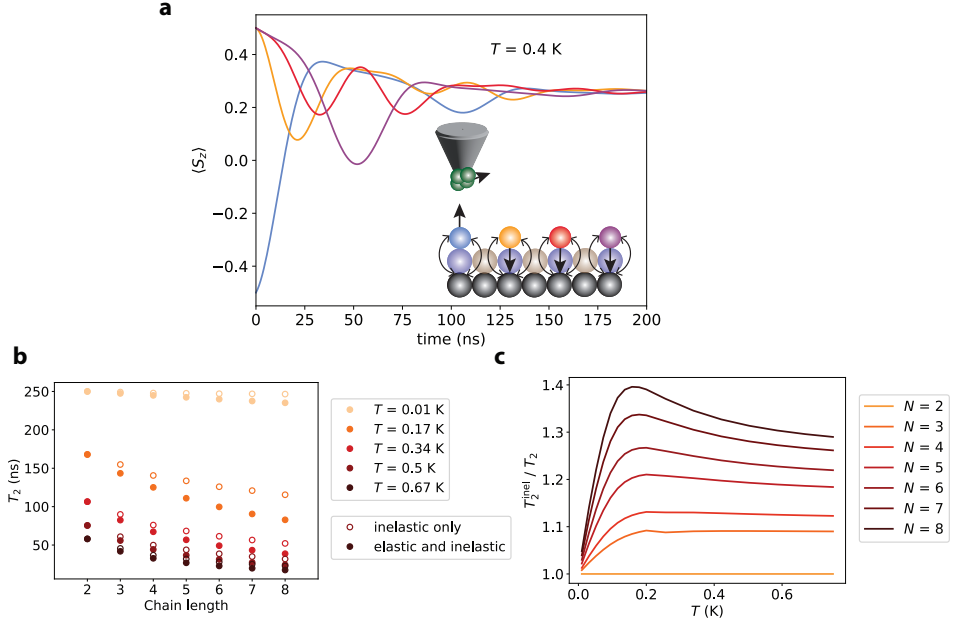 a
T = 0.4 K
0.4
0.2
0.0
−0.2
−0.4
⟨Sz⟩
0 25 50 75 100 125 150 175 200
time (ns)
b
250
200
150
100
50
T2 (ns)
2 3 4 5 6 7 8
Chain length
T = 0.01 K
T = 0.17 K
T = 0.34 K
T = 0.5 K
T = 0.67 K
inelastic only
elastic and inelastic
c
1.4
1.3
1.2
1.1
1.0
T2^inel / T2
0.0 0.2 0.4 0.6
T (K)
N = 2
N = 3
N = 4
N = 5
N = 6
N = 7
N = 8